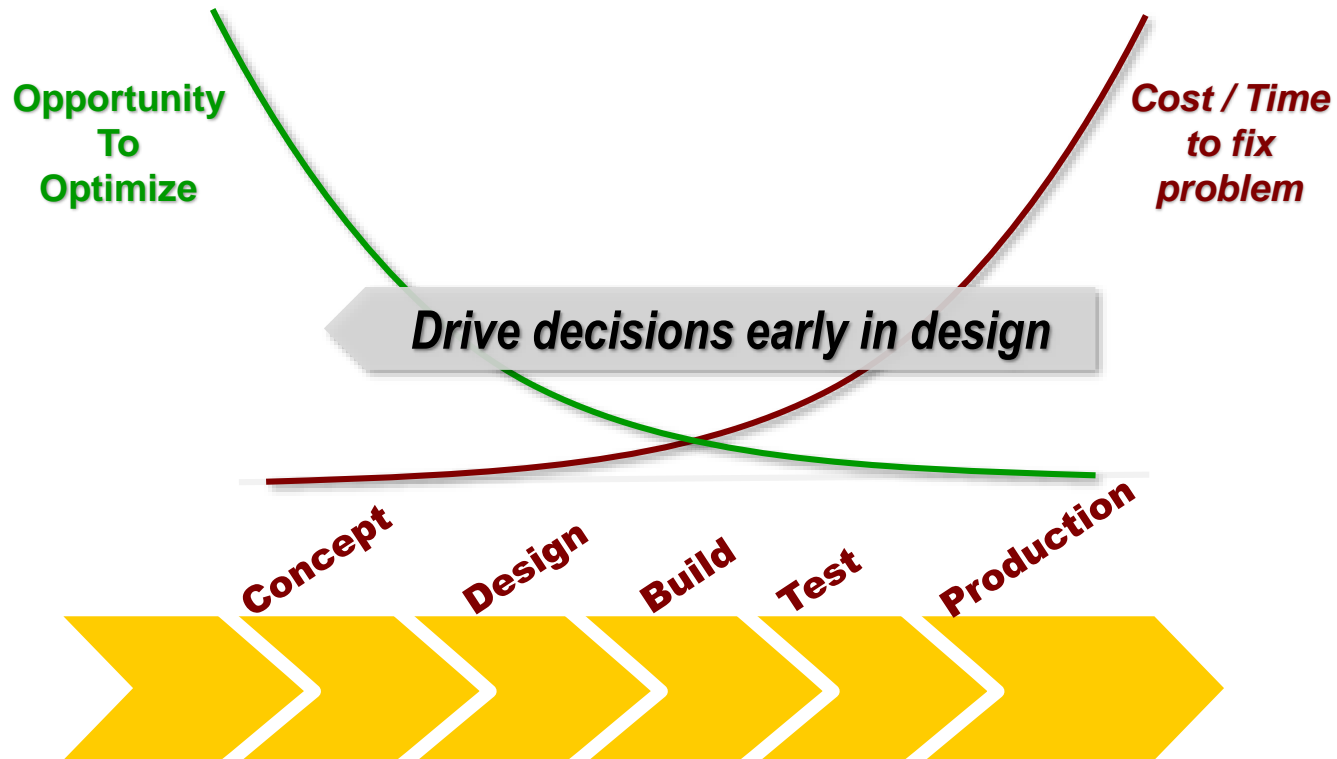 Opportunity
To
Optimize
Cost / Time
to fix
problem
Drive decisions early in design
Concept
Design
Build
Test
Production